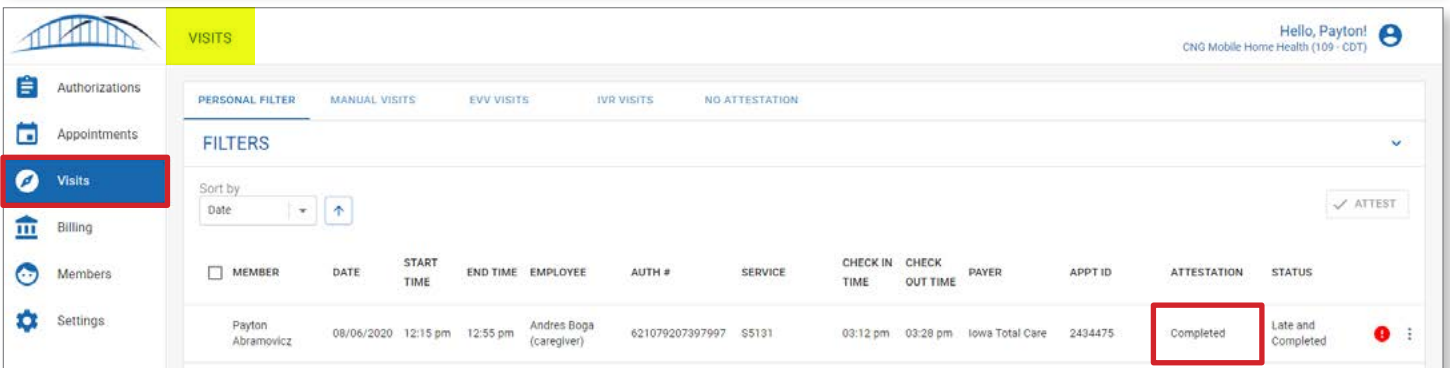 VISITS
Hello, Payton!
CNG Mobile Home Health (109 - CDT)
Authorizations
Appointments
Visits
Billing
Members
Settings
PERSONAL FILTER MANUAL VISITS EVV VISITS IVR VISITS NO ATTESTATION
FILTERS
Sort by
Date
ATTEST
MEMBER DATE START TIME END TIME EMPLOYEE AUTH # SERVICE CHECK IN TIME CHECK OUT TIME PAYER APPT ID ATTESTATION STATUS
Payton Abramovicz 08/06/2020 12:15 pm 12:55 pm Andres Boga (caregiver) 621079207397997 S5131 03:12 pm 03:28 pm Iowa Total Care 2434475 Completed Late and Completed